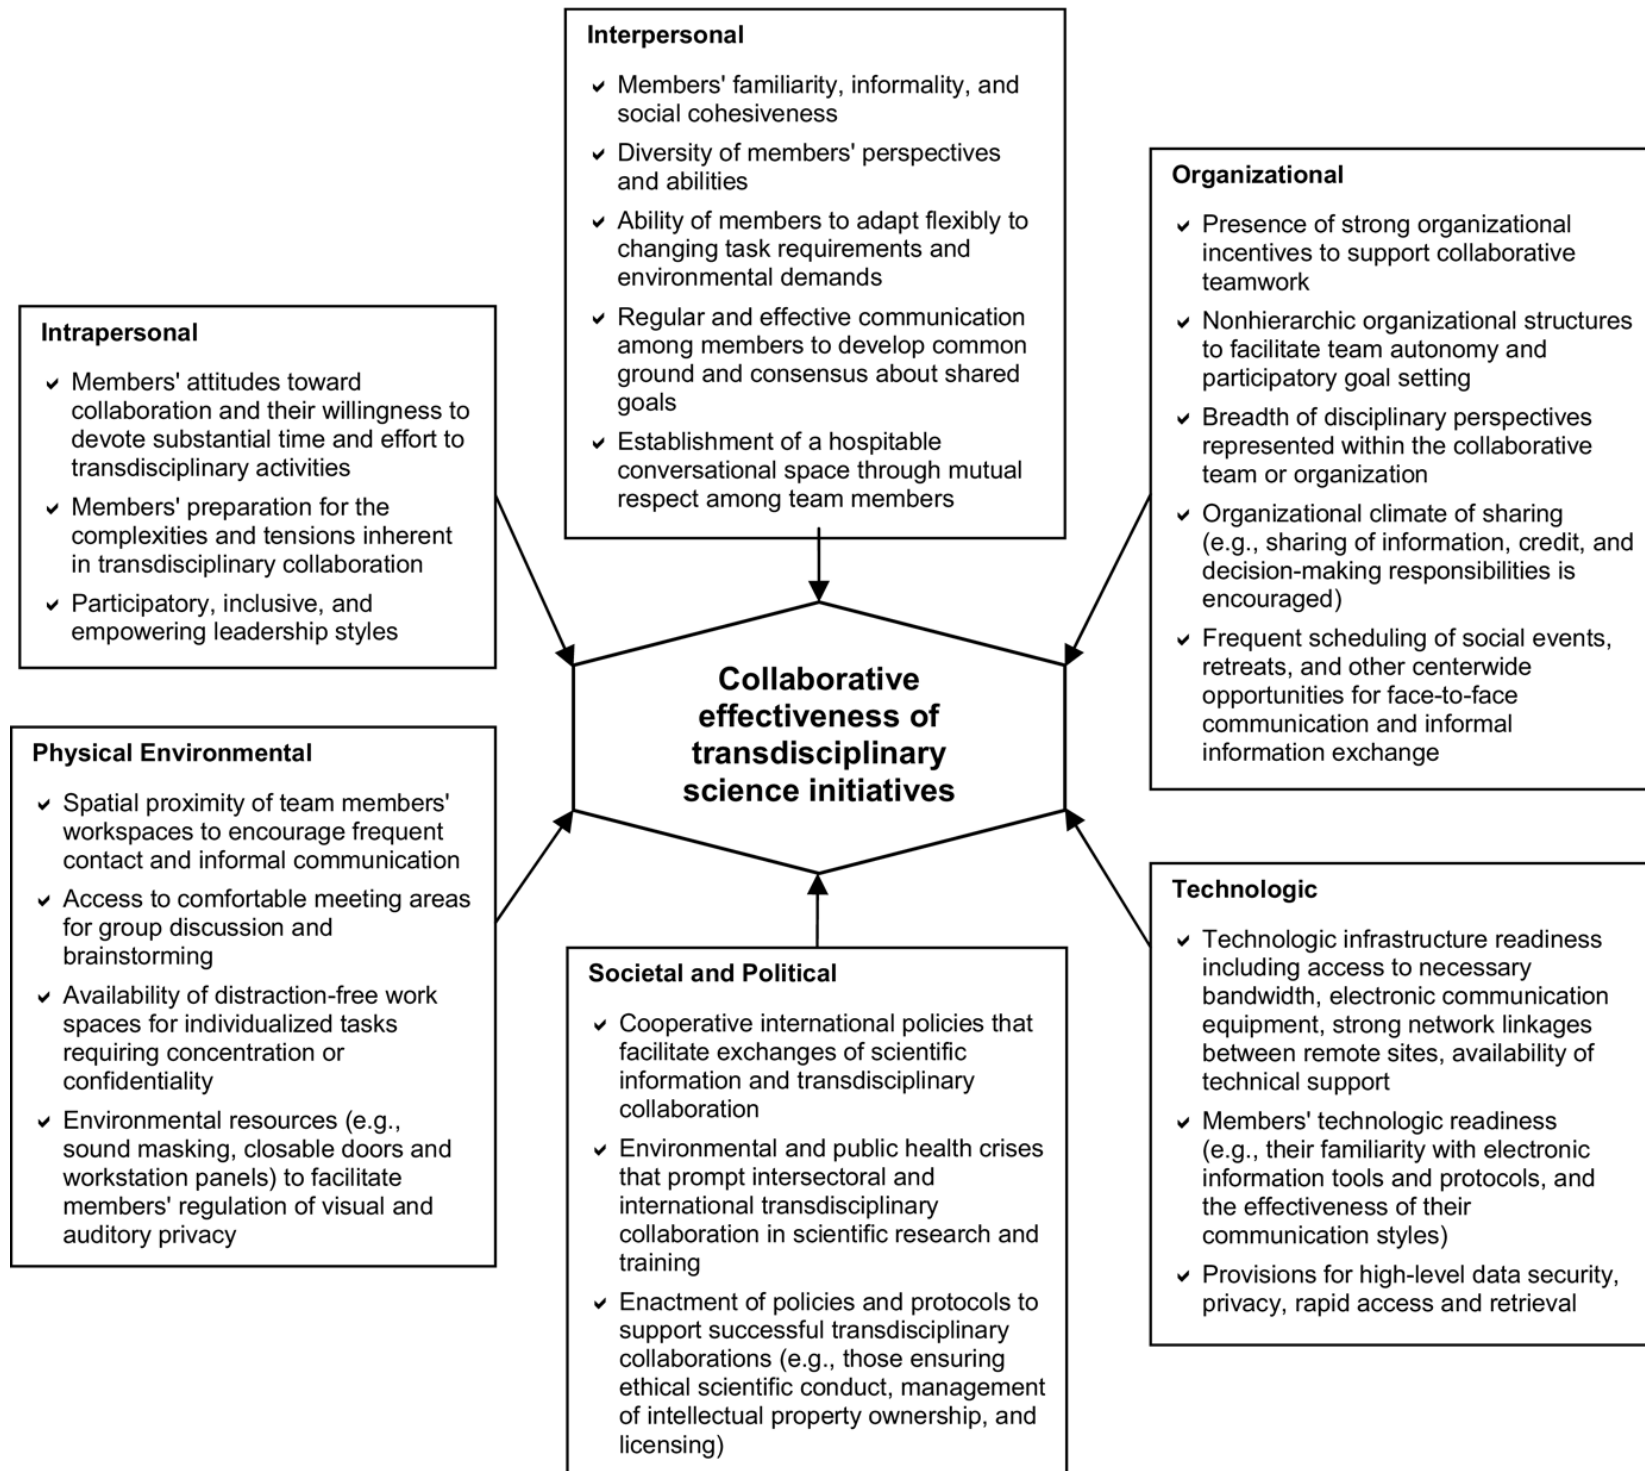 Interpersonal
Members' familiarity, informality, and
social cohesiveness
Diversity of members' perspectives
and abilities
Ability of members to adapt flexibly to
changing task requirements and
environmental demands
Regular and effective communication
among members to develop common
ground and consensus about shared
goals
Establishment of a hospitable
conversational space through mutual
respect among team members
Organizational
Presence of strong organizational
incentives to support collaborative
teamwork
Nonhierarchic organizational structures
to facilitate team autonomy and
participatory goal setting
Breadth of disciplinary perspectives
represented within the collaborative
team or organization
Organizational climate of sharing
(e.g., sharing of information, credit, and
decision-making responsibilities is
encouraged)
Frequent scheduling of social events,
retreats, and other centerwide
opportunities for face-to-face
communication and informal
information exchange
Intrapersonal
Members' attitudes toward
collaboration and their willingness to
devote substantial time and effort to
transdisciplinary activities
Members' preparation for the
complexities and tensions inherent
in transdisciplinary collaboration
Participatory, inclusive, and
empowering leadership styles
Collaborative
effectiveness of
transdisciplinary
science initiatives
Physical Environmental
Spatial proximity of team members'
workspaces to encourage frequent
contact and informal communication
Access to comfortable meeting areas
for group discussion and
brainstorming
Availability of distraction-free work
spaces for individualized tasks
requiring concentration or
confidentiality
Environmental resources (e.g.,
sound masking, closable doors and
workstation panels) to facilitate
members' regulation of visual and
auditory privacy
Societal and Political
Cooperative international policies that
facilitate exchanges of scientific
information and transdisciplinary
collaboration
Environmental and public health crises
that prompt intersectoral and
international transdisciplinary
collaboration in scientific research and
training
Enactment of policies and protocols to
support successful transdisciplinary
collaborations (e.g., those ensuring
ethical scientific conduct, management
of intellectual property ownership, and
licensing)
Technologic
Technologic infrastructure readiness
including access to necessary
bandwidth, electronic communication
equipment, strong network linkages
between remote sites, availability of
technical support
Members' technologic readiness
(e.g., their familiarity with electronic
information tools and protocols, and
the effectiveness of their
communication styles)
Provisions for high-level data security,
privacy, rapid access and retrieval